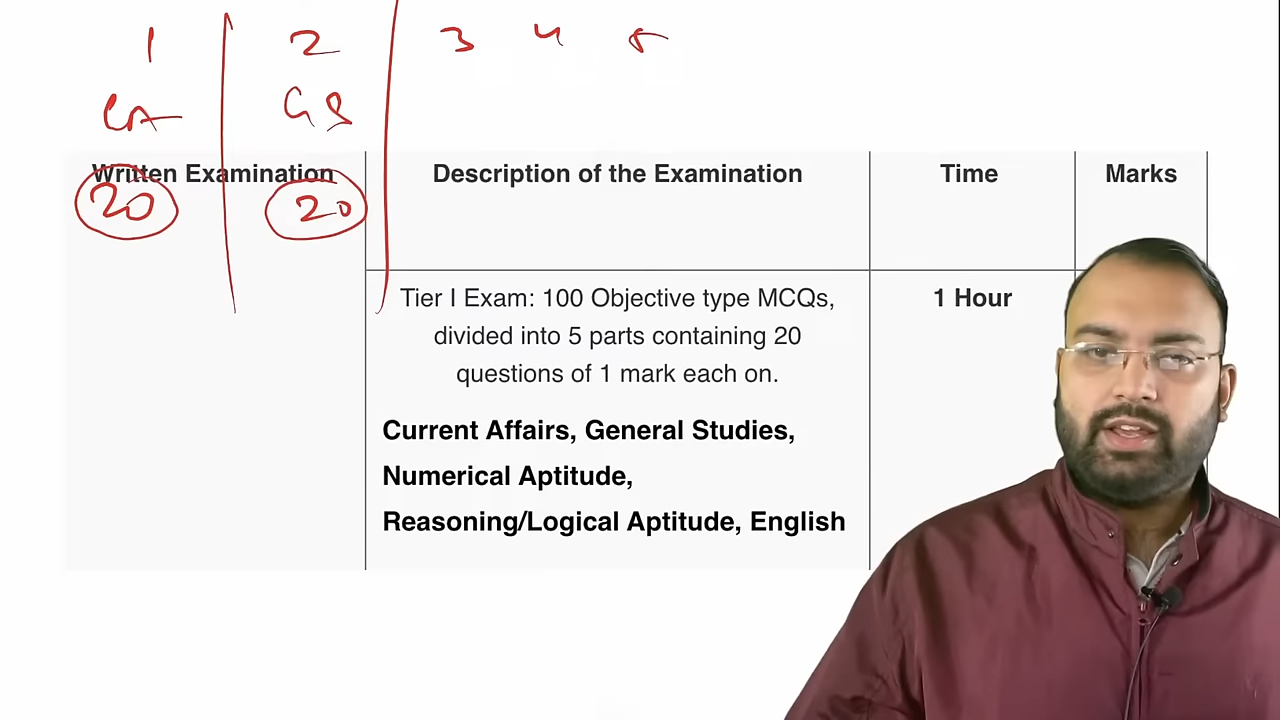 1 2 3 4 5
CA GS
Written Examination Description of the Examination Time Marks
20 20
Tier I Exam: 100 Objective type MCQs, 1 Hour
divided into 5 parts containing 20
questions of 1 mark each on.
Current Affairs, General Studies,
Numerical Aptitude,
Reasoning/Logical Aptitude, English